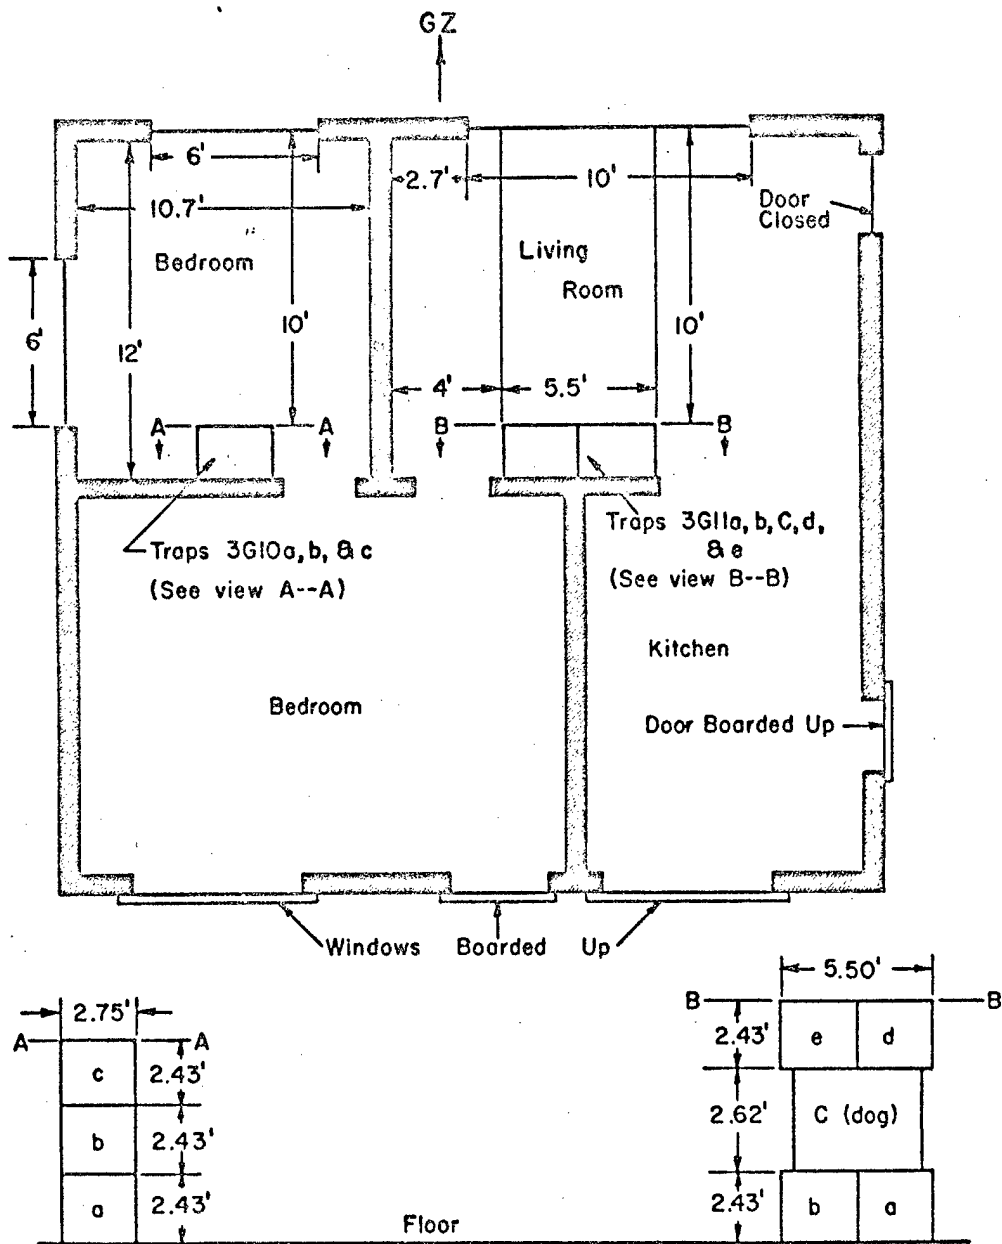 GZ
6'
10'
2.7'
10'
10.7'
Door
Closed
Bedroom
Living
Room
6'
12'
10'
4'
5.5'
A
A
B
B
Traps 3G10a, b, & c
(See view A--A)
Traps 3G11a, b, C, d,
& e
(See view B--B)
Kitchen
Bedroom
Door Boarded Up
Windows Boarded Up
2.75'
5.50'
A
A
B
B
c
2.43'
b
2.43'
a
2.43'
2.43'
e
d
2.62'
C (dog)
2.43'
b
a
Floor